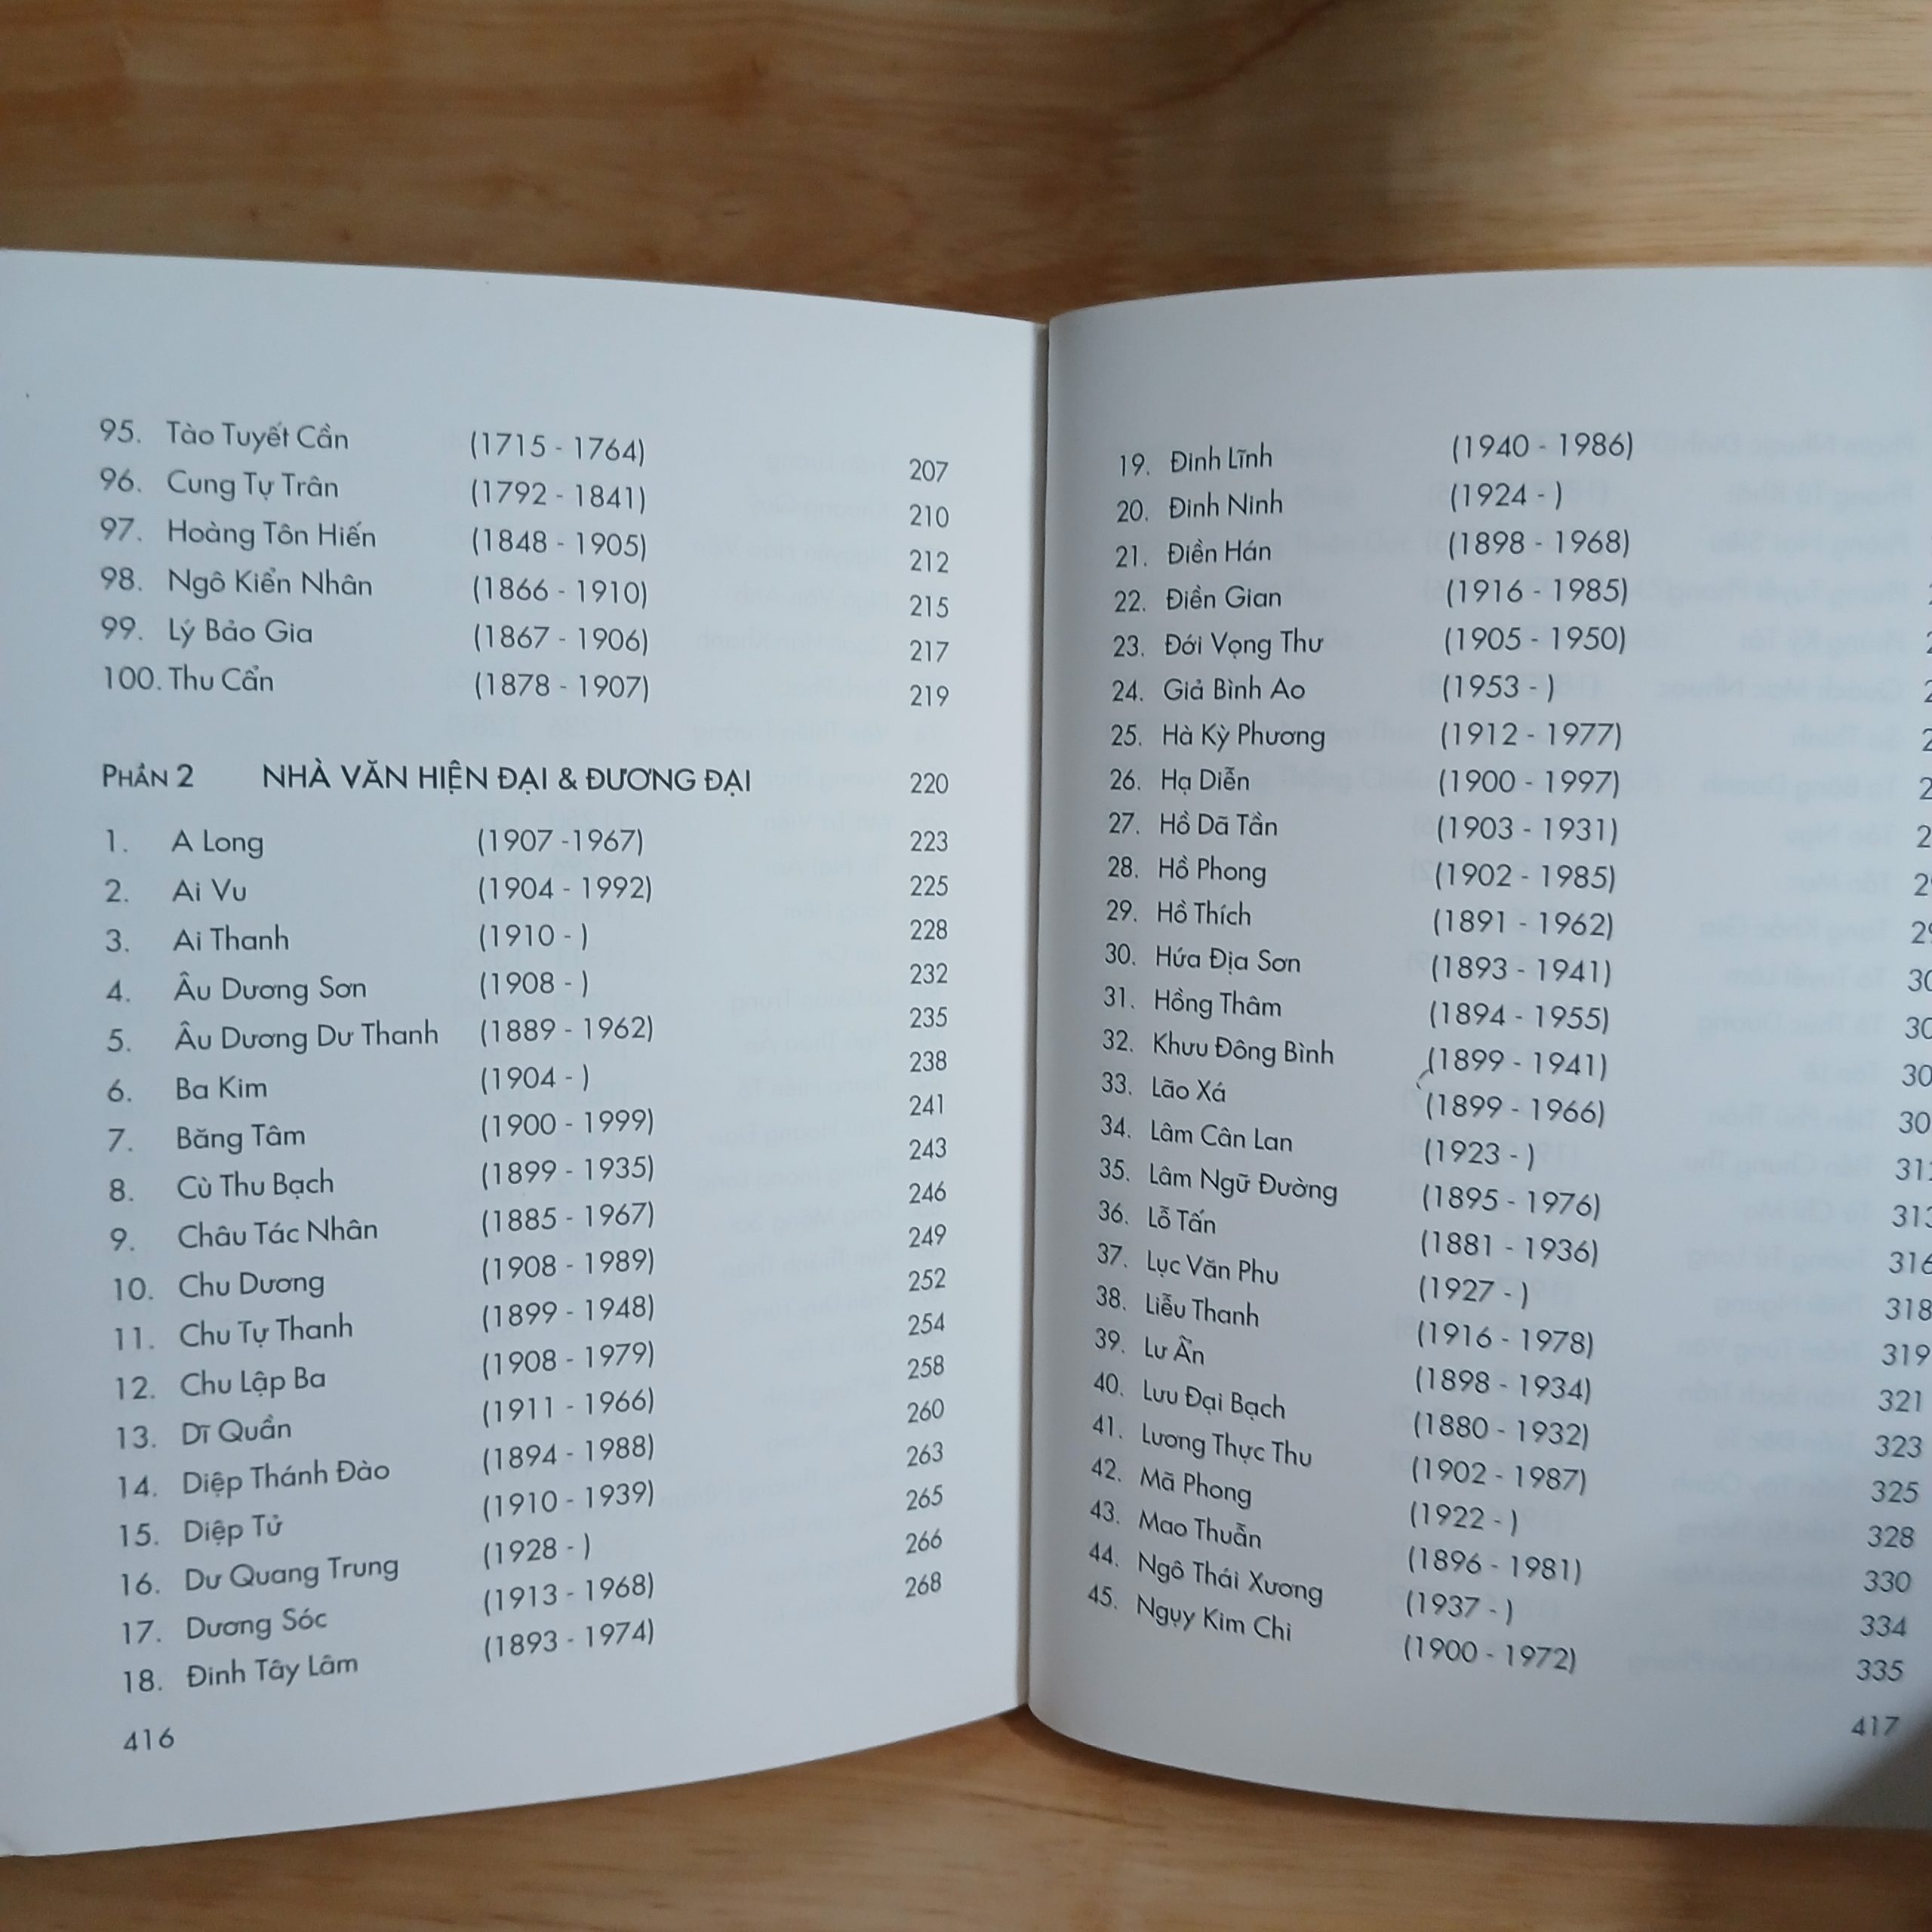 95. Tào Tuyết Cần (1715 - 1764) 207
96. Cung Tự Trân (1792 - 1841) 210
97. Hoàng Tôn Hiến (1848 - 1905) 212
98. Ngô Kiển Nhân (1866 - 1910) 215
99. Lý Bảo Gia (1867 - 1906) 217
100. Thu Cẩn (1878 - 1907) 219
PHẦN 2 NHÀ VĂN HIỆN ĐẠI & ĐƯƠNG ĐẠI 220
1. A Long (1907 -1967) 223
2. Ai Vu (1904 - 1992) 225
3. Ai Thanh (1910 - ) 228
4. Âu Dương Sơn (1908 - ) 232
5. Âu Dương Dư Thanh (1889 - 1962) 235
6. Ba Kim (1904 - ) 238
7. Băng Tâm (1900 - 1999) 241
8. Cù Thu Bạch (1899 - 1935) 243
9. Châu Tác Nhân (1885 - 1967) 246
10. Chu Dương (1908 - 1989) 249
11. Chu Tự Thanh (1899 - 1948) 252
12. Chu Lập Ba (1908 - 1979) 254
13. Dĩ Quần (1911 - 1966) 258
14. Diệp Thánh Đào (1894 - 1988) 260
15. Diệp Tử (1910 - 1939) 263
16. Dư Quang Trung (1928 - ) 265
17. Dương Sóc (1913 - 1968) 266
18. Đinh Tây Lâm (1893 - 1974) 268
416
19. Đinh Lĩnh (1940 - 1986)
20. Đinh Ninh (1924 - )
21. Điền Hán (1898 - 1968)
22. Điền Gian (1916 - 1985)
23. Đới Vọng Thư (1905 - 1950)
24. Giả Bình Ao (1953 - )
25. Hà Kỳ Phương (1912 - 1977)
26. Hạ Diễn (1900 - 1997)
27. Hồ Dã Tần (1903 - 1931)
28. Hồ Phong (1902 - 1985)
29. Hồ Thích (1891 - 1962)
30. Hứa Địa Sơn (1893 - 1941)
31. Hồng Thâm (1894 - 1955)
32. Khưu Đông Bình (1899 - 1941)
33. Lão Xá (1899 - 1966)
34. Lâm Cân Lan (1923 - )
35. Lâm Ngữ Đường (1895 - 1976) 313
36. Lỗ Tấn (1881 - 1936) 316
37. Lục Văn Phu (1927 - ) 318
38. Liễu Thanh (1916 - 1978) 319
39. Lư Ẩn (1898 - 1934) 321
40. Lưu Đại Bạch (1880 - 1932) 323
41. Lương Thực Thu (1902 - 1987) 325
42. Mã Phong (1922 - ) 328
43. Mao Thuẫn (1896 - 1981) 330
44. Ngô Thái Xương (1937 - ) 334
45. Ngụy Kim Chi (1900 - 1972) 335
417